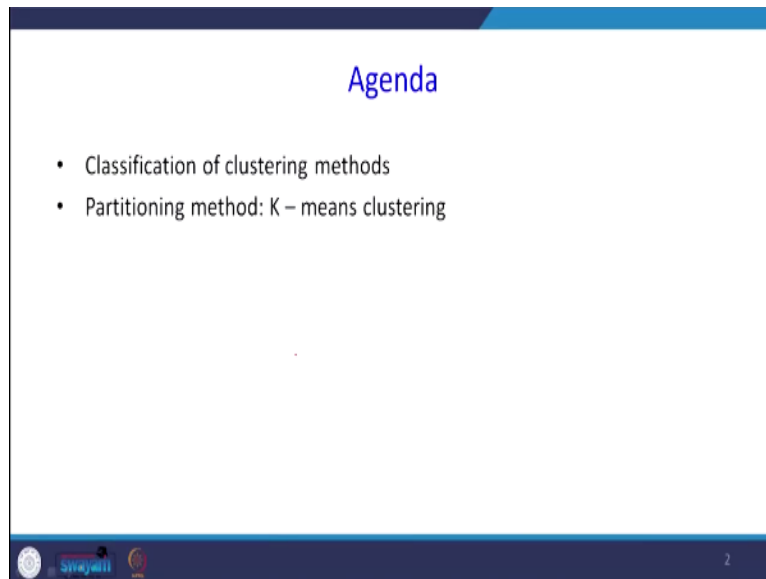 Agenda
• Classification of clustering methods
• Partitioning method: K – means clustering
swayam
2